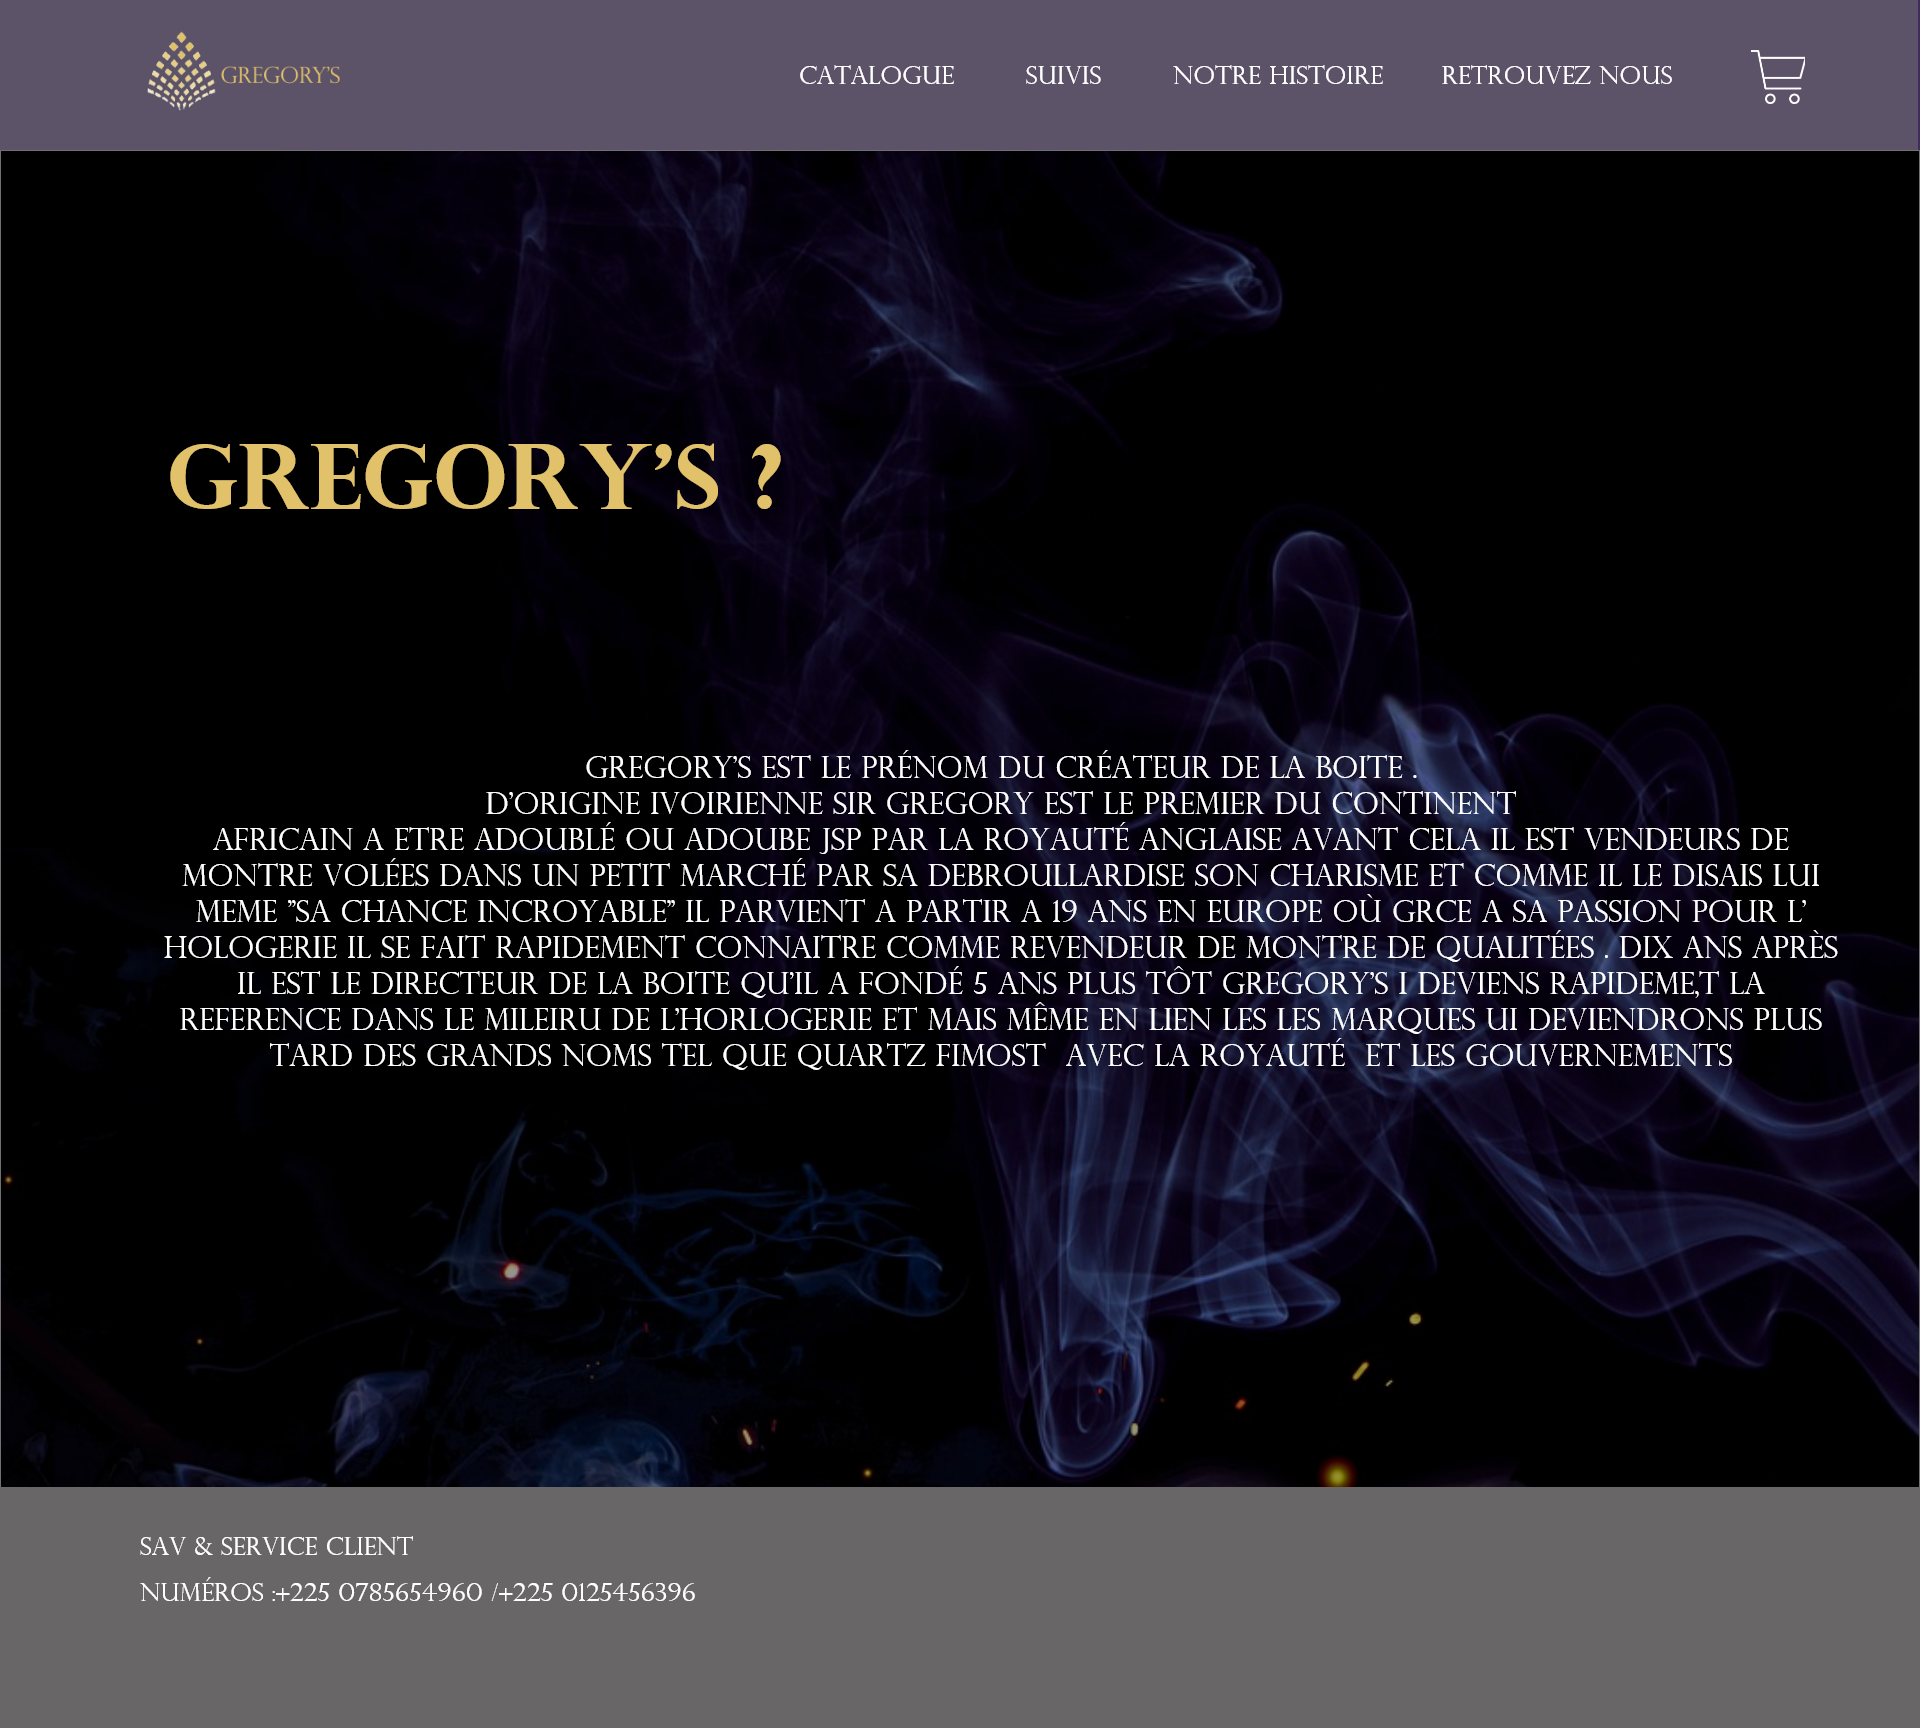 GREGORY'S
CATALOGUE SUIVIS NOTRE HISTOIRE RETROUVEZ NOUS
GREGORY'S ?
GREGORY'S EST LE PRÉNOM DU CRÉATEUR DE LA BOITE .
D'ORIGINE IVOIRIENNE SIR GREGORY EST LE PREMIER DU CONTINENT
AFRICAIN A ETRE ADOUBLÉ OU ADOUBE JSP PAR LA ROYAUTÉ ANGLAISE AVANT CELA IL EST VENDEURS DE
MONTRE VOLÉES DANS UN PETIT MARCHÉ PAR SA DEBROULLARDISE SON CHARISME ET COMME IL LE DISAIS LUI
MEME "SA CHANCE INCROYABLE" IL PARVIENT A PARTIR A 19 ANS EN EUROPE OÙ GRCE A SA PASSION POUR L'
HOLOGERIE IL SE FAIT RAPIDEMENT CONNAITRE COMME REVENDEUR DE MONTRE DE QUALITÉES . DIX ANS APRÈS
IL EST LE DIRECTEUR DE LA BOITE QU'IL A FONDÉ 5 ANS PLUS TÔT GREGORY'S I DEVIENS RAPIDEME,T LA
REFERENCE DANS LE MILEIRU DE L'HORLOGERIE ET MAIS MÊME EN LIEN LES LES MARQUES UI DEVIENDRONS PLUS
TARD DES GRANDS NOMS TEL QUE QUARTZ FIMOST  AVEC LA ROYAUTÉ  ET LES GOUVERNEMENTS
SAV & SERVICE CLIENT
NUMÉROS :+225 0785654960 /+225 0125456396